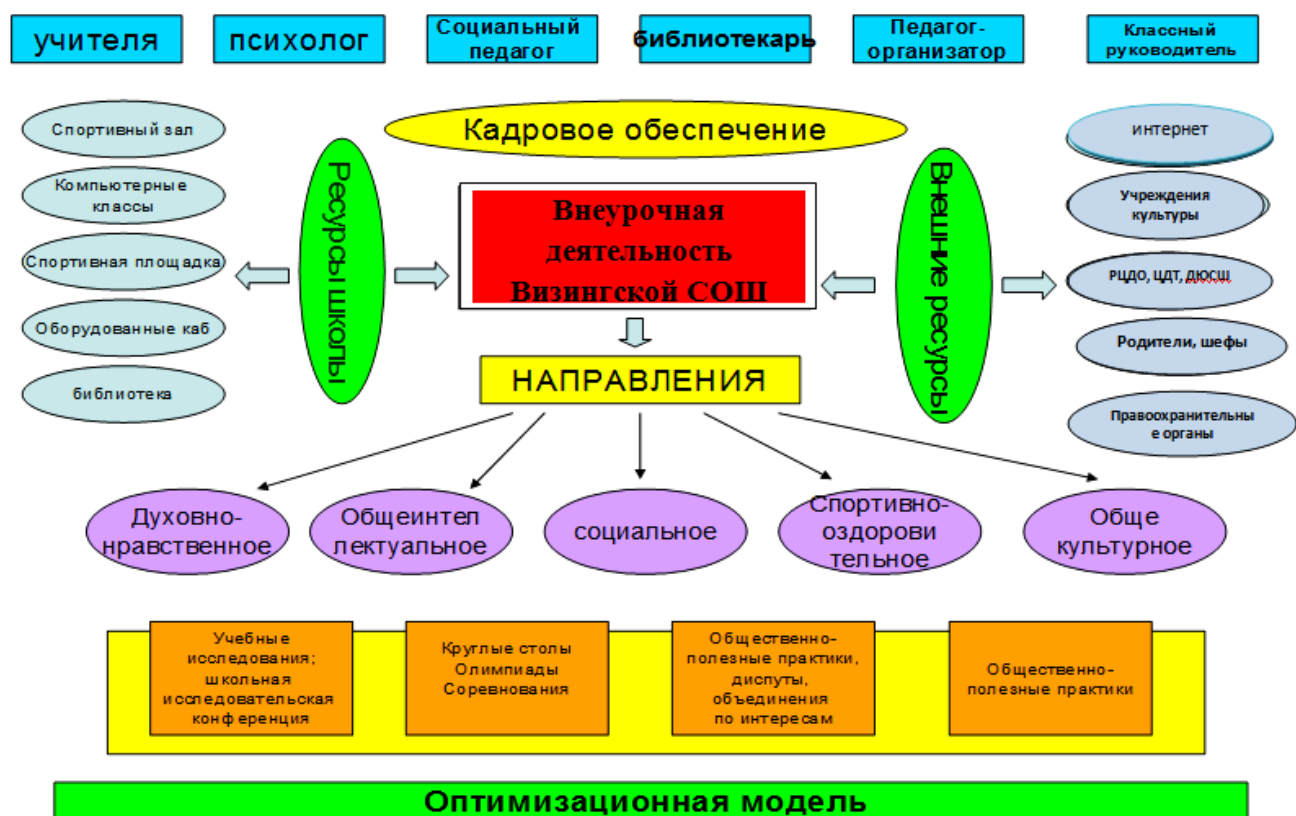 учителя
психолог
Социальный
педагог
библиотекарь
Педагог-
организатор
Классный
руководитель
Кадровое обеспечение
Спортивный зал
Компьютерные
классы
Спортивная площадка
Оборудованные каб
библиотека
Ресурсы школы
Внеурочная
деятельность
Визингской СОШ
Внешние ресурсы
интернет
Учреждения
культуры
РЦДО, ЦДТ, ДЮСШ
Родители, шефы
Правоохранительны
е органы
НАПРАВЛЕНИЯ
Духовно-
нравственное
Общеинтел
лектуальное
социальное
Спортивно-
оздорови
тельное
Обще
культурное
Учебные
исследования;
школьная
исследовательская
конференция
Круглые столы
Олимпиады
Соревнования
Общественно-
полезные практики,
диспуты,
объединения
по интересам
Общественно-
полезные практики
Оптимизационная модель